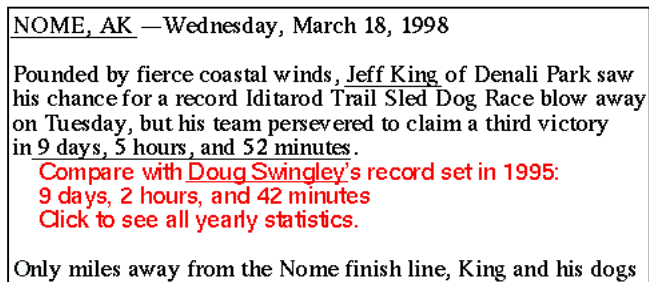 NOME, AK —Wednesday, March 18, 1998
Pounded by fierce coastal winds, Jeff King of Denali Park saw
his chance for a record Iditarod Trail Sled Dog Race blow away
on Tuesday, but his team persevered to claim a third victory
in 9 days, 5 hours, and 52 minutes.
Compare with Doug Swingley's record set in 1995:
9 days, 2 hours, and 42 minutes
Click to see all yearly statistics.
Only miles away from the Nome finish line, King and his dogs